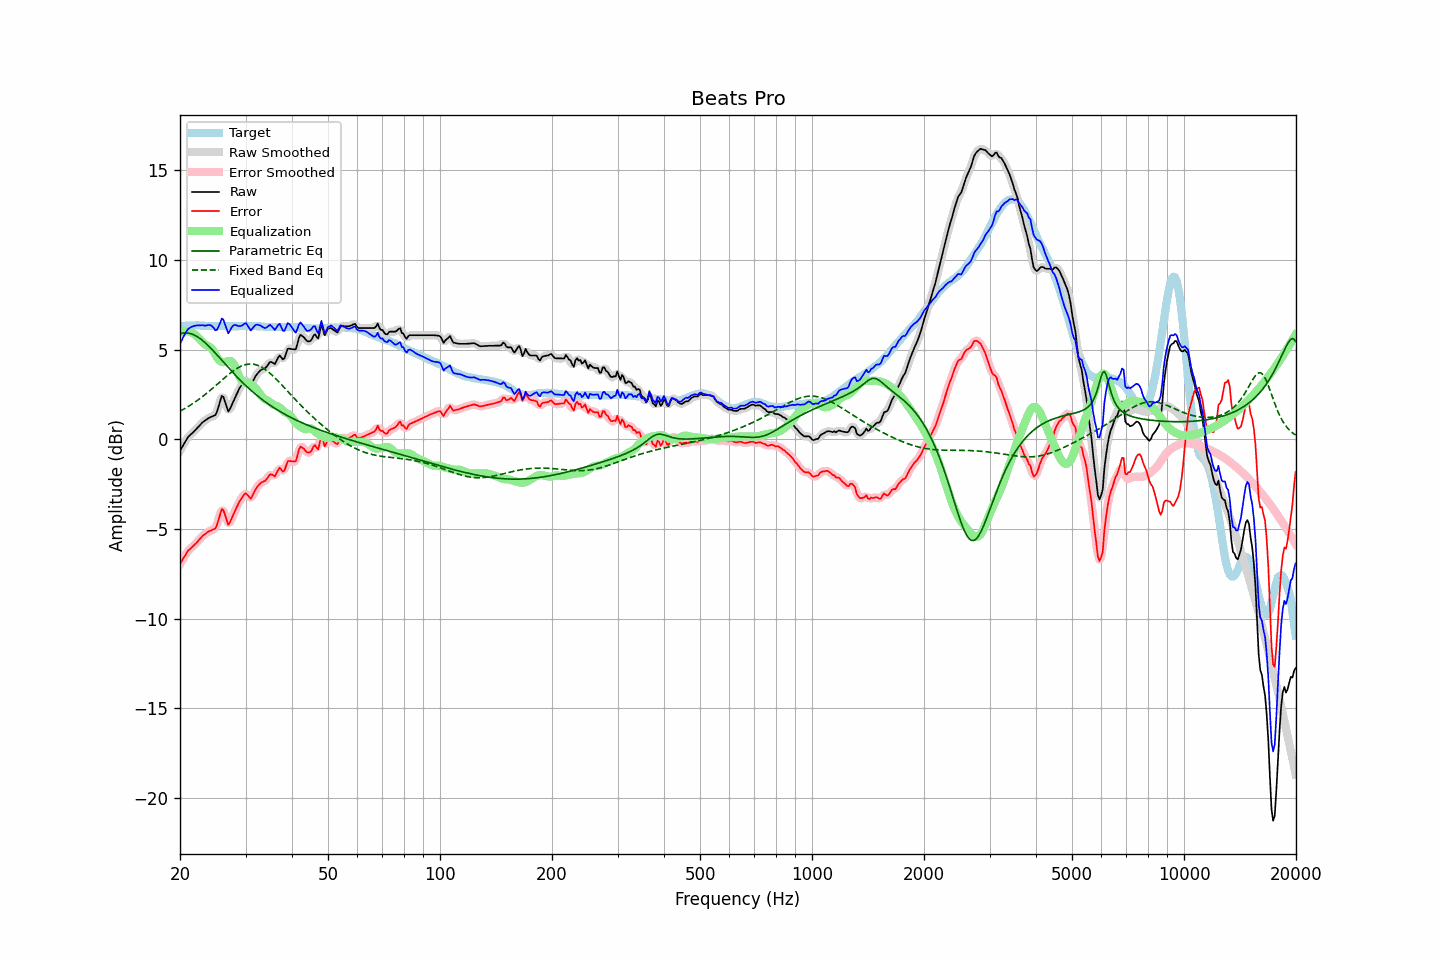 Beats Pro
Target
Raw Smoothed
Error Smoothed
Raw
Error
Equalization
Parametric Eq
Fixed Band Eq
Equalized
Amplitude (dBr)
15
10
5
0
−5
−10
−15
−20
20
50
100
200
500
1000
2000
5000
10000
20000
Frequency (Hz)